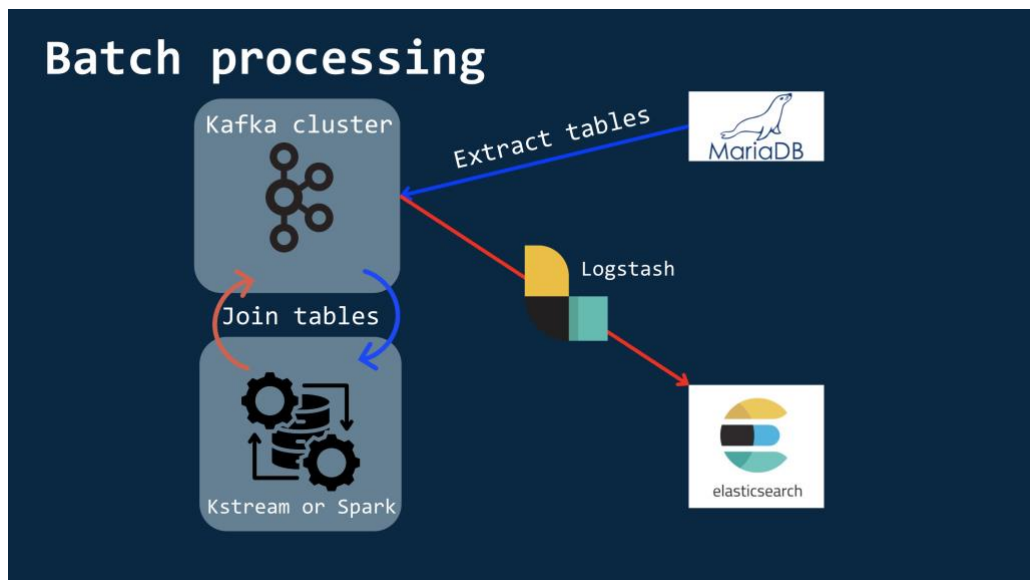 Batch processing
Kafka cluster
Extract tables
MariaDB
Logstash
Join tables
Kstream or Spark
elasticsearch